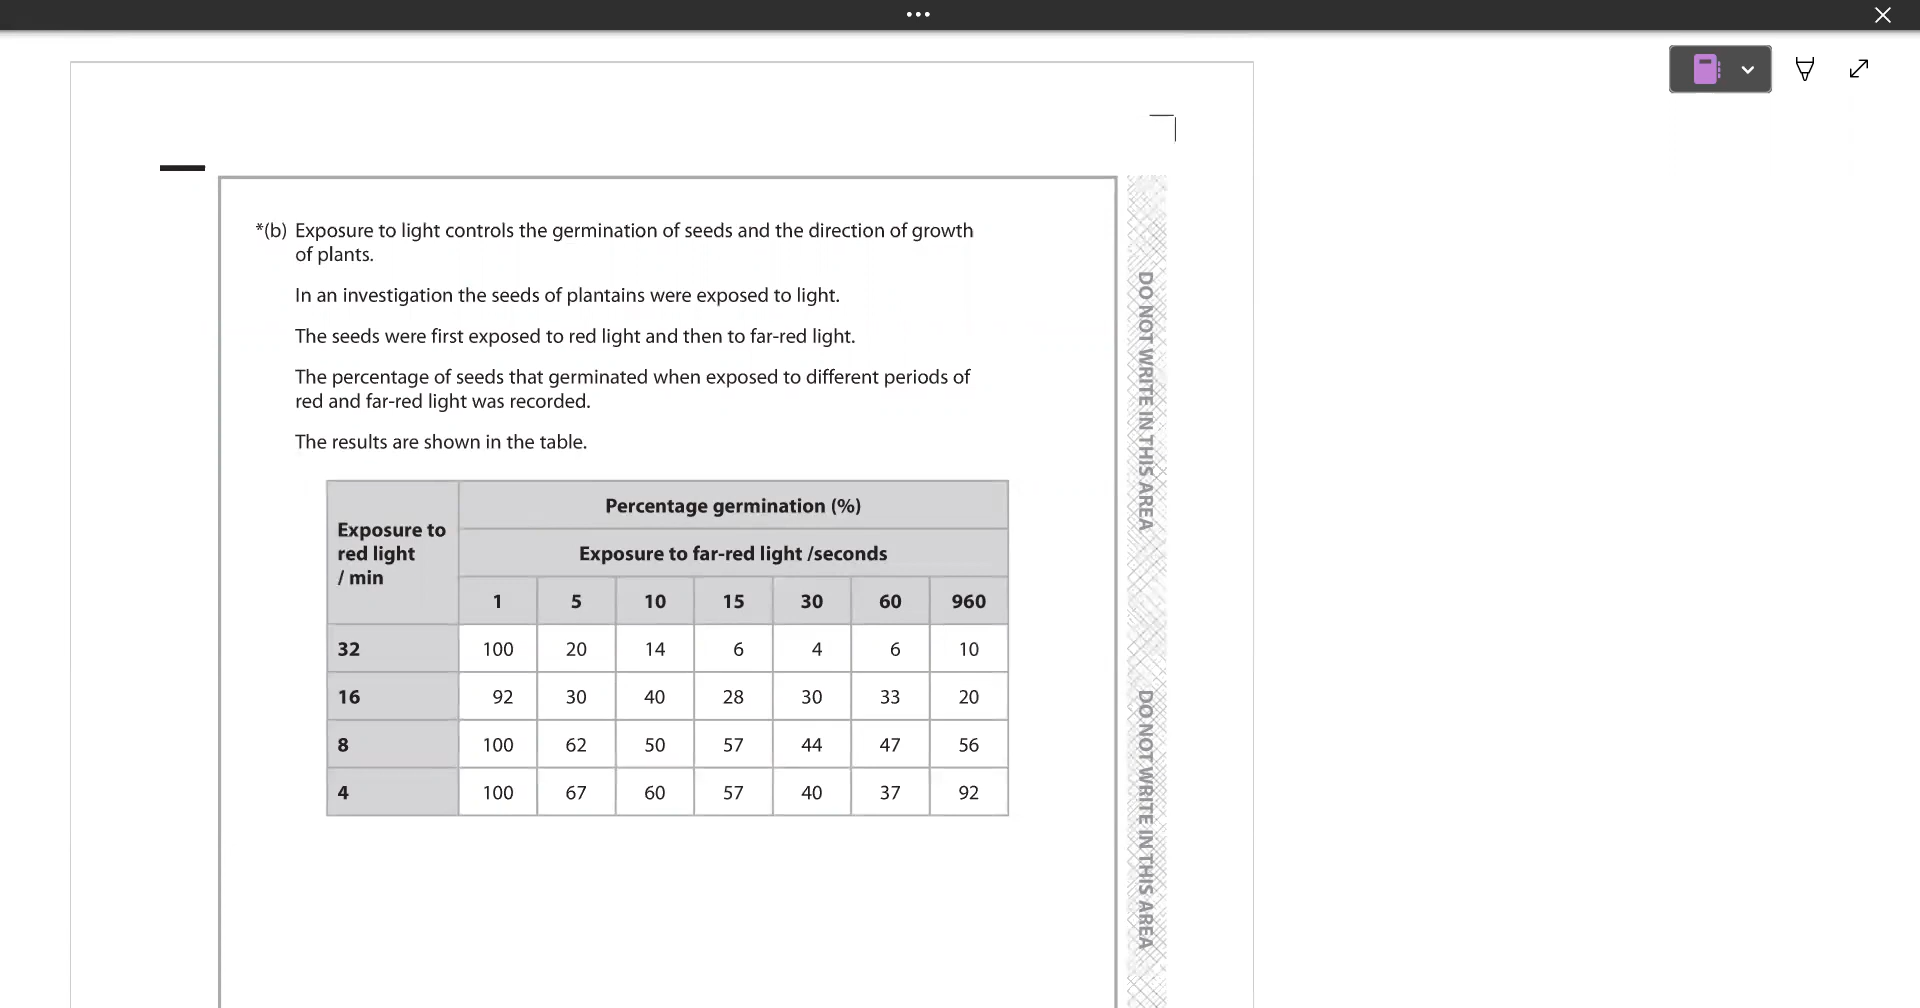 *(b) Exposure to light controls the germination of seeds and the direction of growth
of plants.
In an investigation the seeds of plantains were exposed to light.
The seeds were first exposed to red light and then to far-red light.
The percentage of seeds that germinated when exposed to different periods of
red and far-red light was recorded.
The results are shown in the table.
Exposure to
red light
/ min
Percentage germination (%)
Exposure to far-red light /seconds
1 5 10 15 30 60 960
32 100 20 14 6 4 6 10
16 92 30 40 28 30 33 20
8 100 62 50 57 44 47 56
4 100 67 60 57 40 37 92
DO NOT WRITE IN THIS AREA
DO NOT WRITE IN THIS AREA